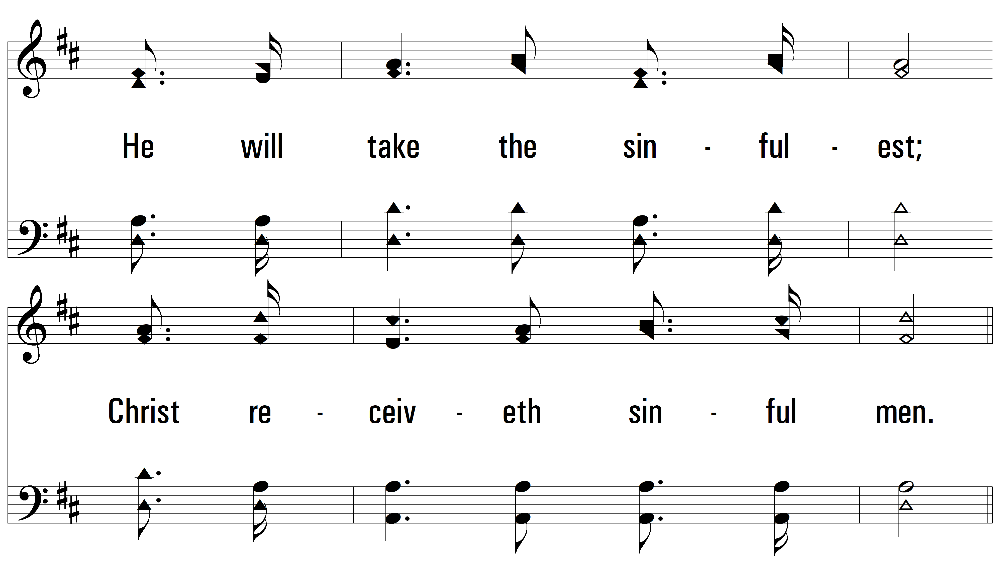 He will take the sin - ful - est;
Christ re - ceiv - eth sin - ful men.